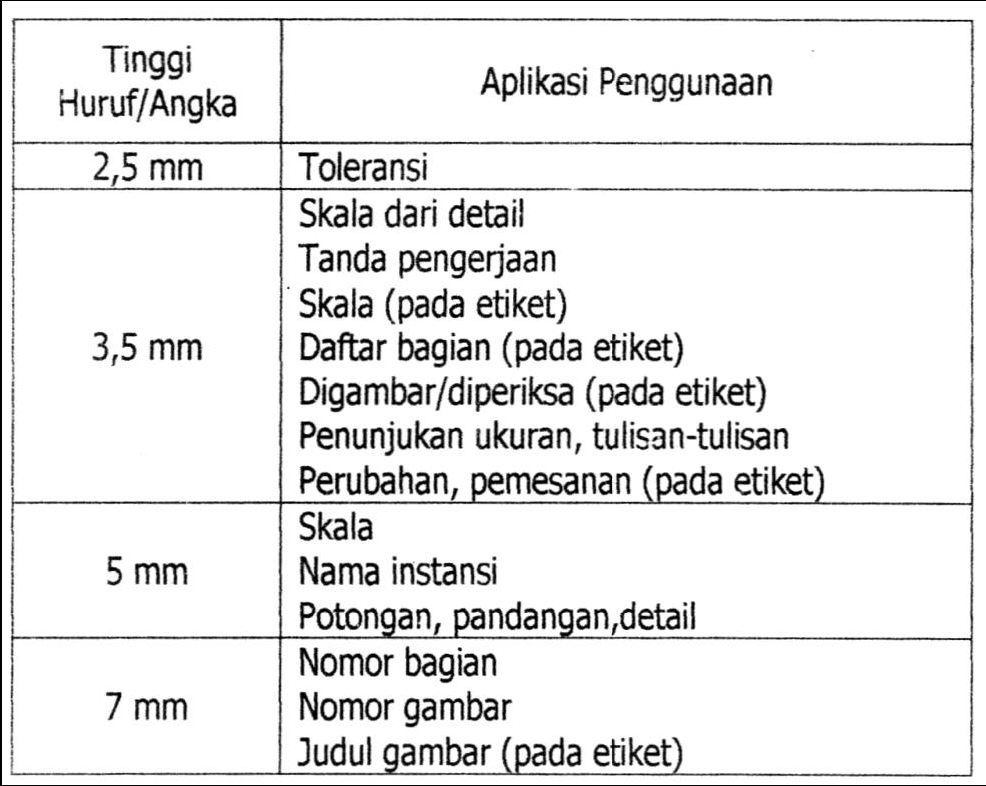 Tinggi
Huruf/Angka
Aplikasi Penggunaan
2,5 mm
Toleransi
3,5 mm
Skala dari detail
Tanda pengerjaan
Skala (pada etiket)
Daftar bagian (pada etiket)
Digambar/diperiksa (pada etiket)
Penunjukan ukuran, tulisan-tulisan
Perubahan, pemesanan (pada etiket)
5 mm
Skala
Nama instansi
Potongan, pandangan,detail
7 mm
Nomor bagian
Nomor gambar
Judul gambar (pada etiket)